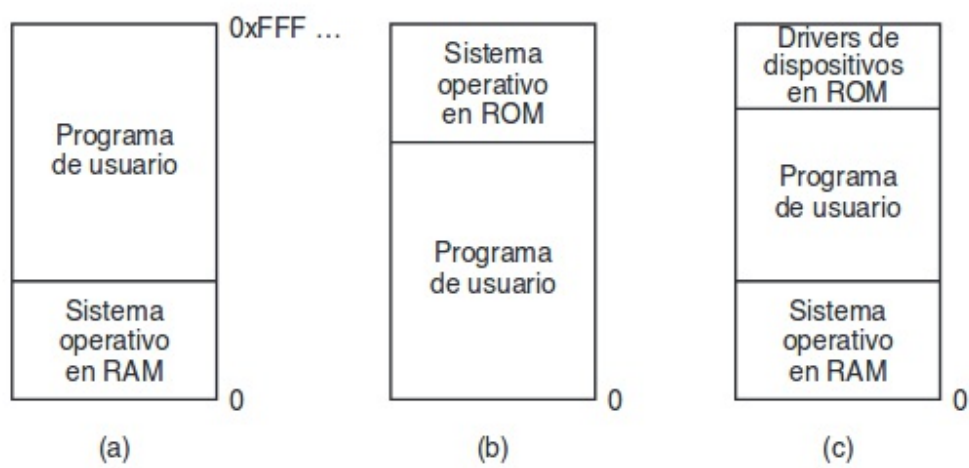 0xFFF ...
Programa
de usuario
Sistema
operativo
en RAM
0
(a)
Sistema
operativo
en ROM
Programa
de usuario
0
(b)
Drivers de
dispositivos
en ROM
Programa
de usuario
Sistema
operativo
en RAM
0
(c)